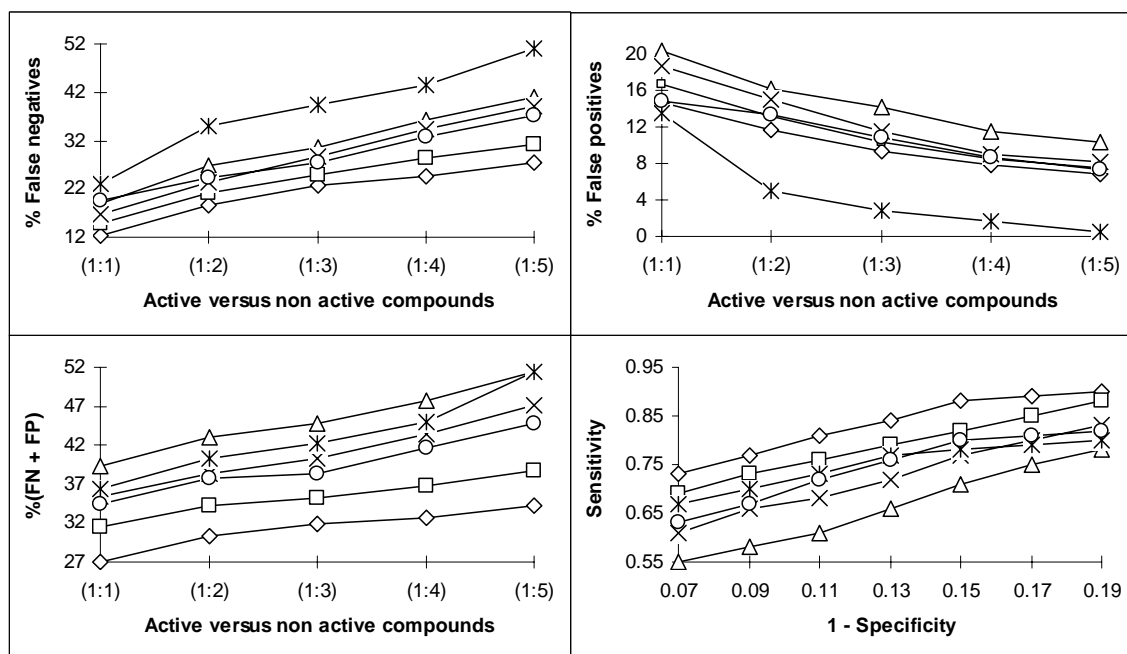 % False negatives
52
42
32
22
12
(1:1) (1:2) (1:3) (1:4) (1:5)
Active versus non active compounds
% False positives
20
16
12
8
4
0
(1:1) (1:2) (1:3) (1:4) (1:5)
Active versus non active compounds
%(FN + FP)
52
47
42
37
32
27
(1:1) (1:2) (1:3) (1:4) (1:5)
Active versus non active compounds
Sensitivity
0.95
0.85
0.75
0.65
0.55
0.07 0.09 0.11 0.13 0.15 0.17 0.19
1 - Specificity